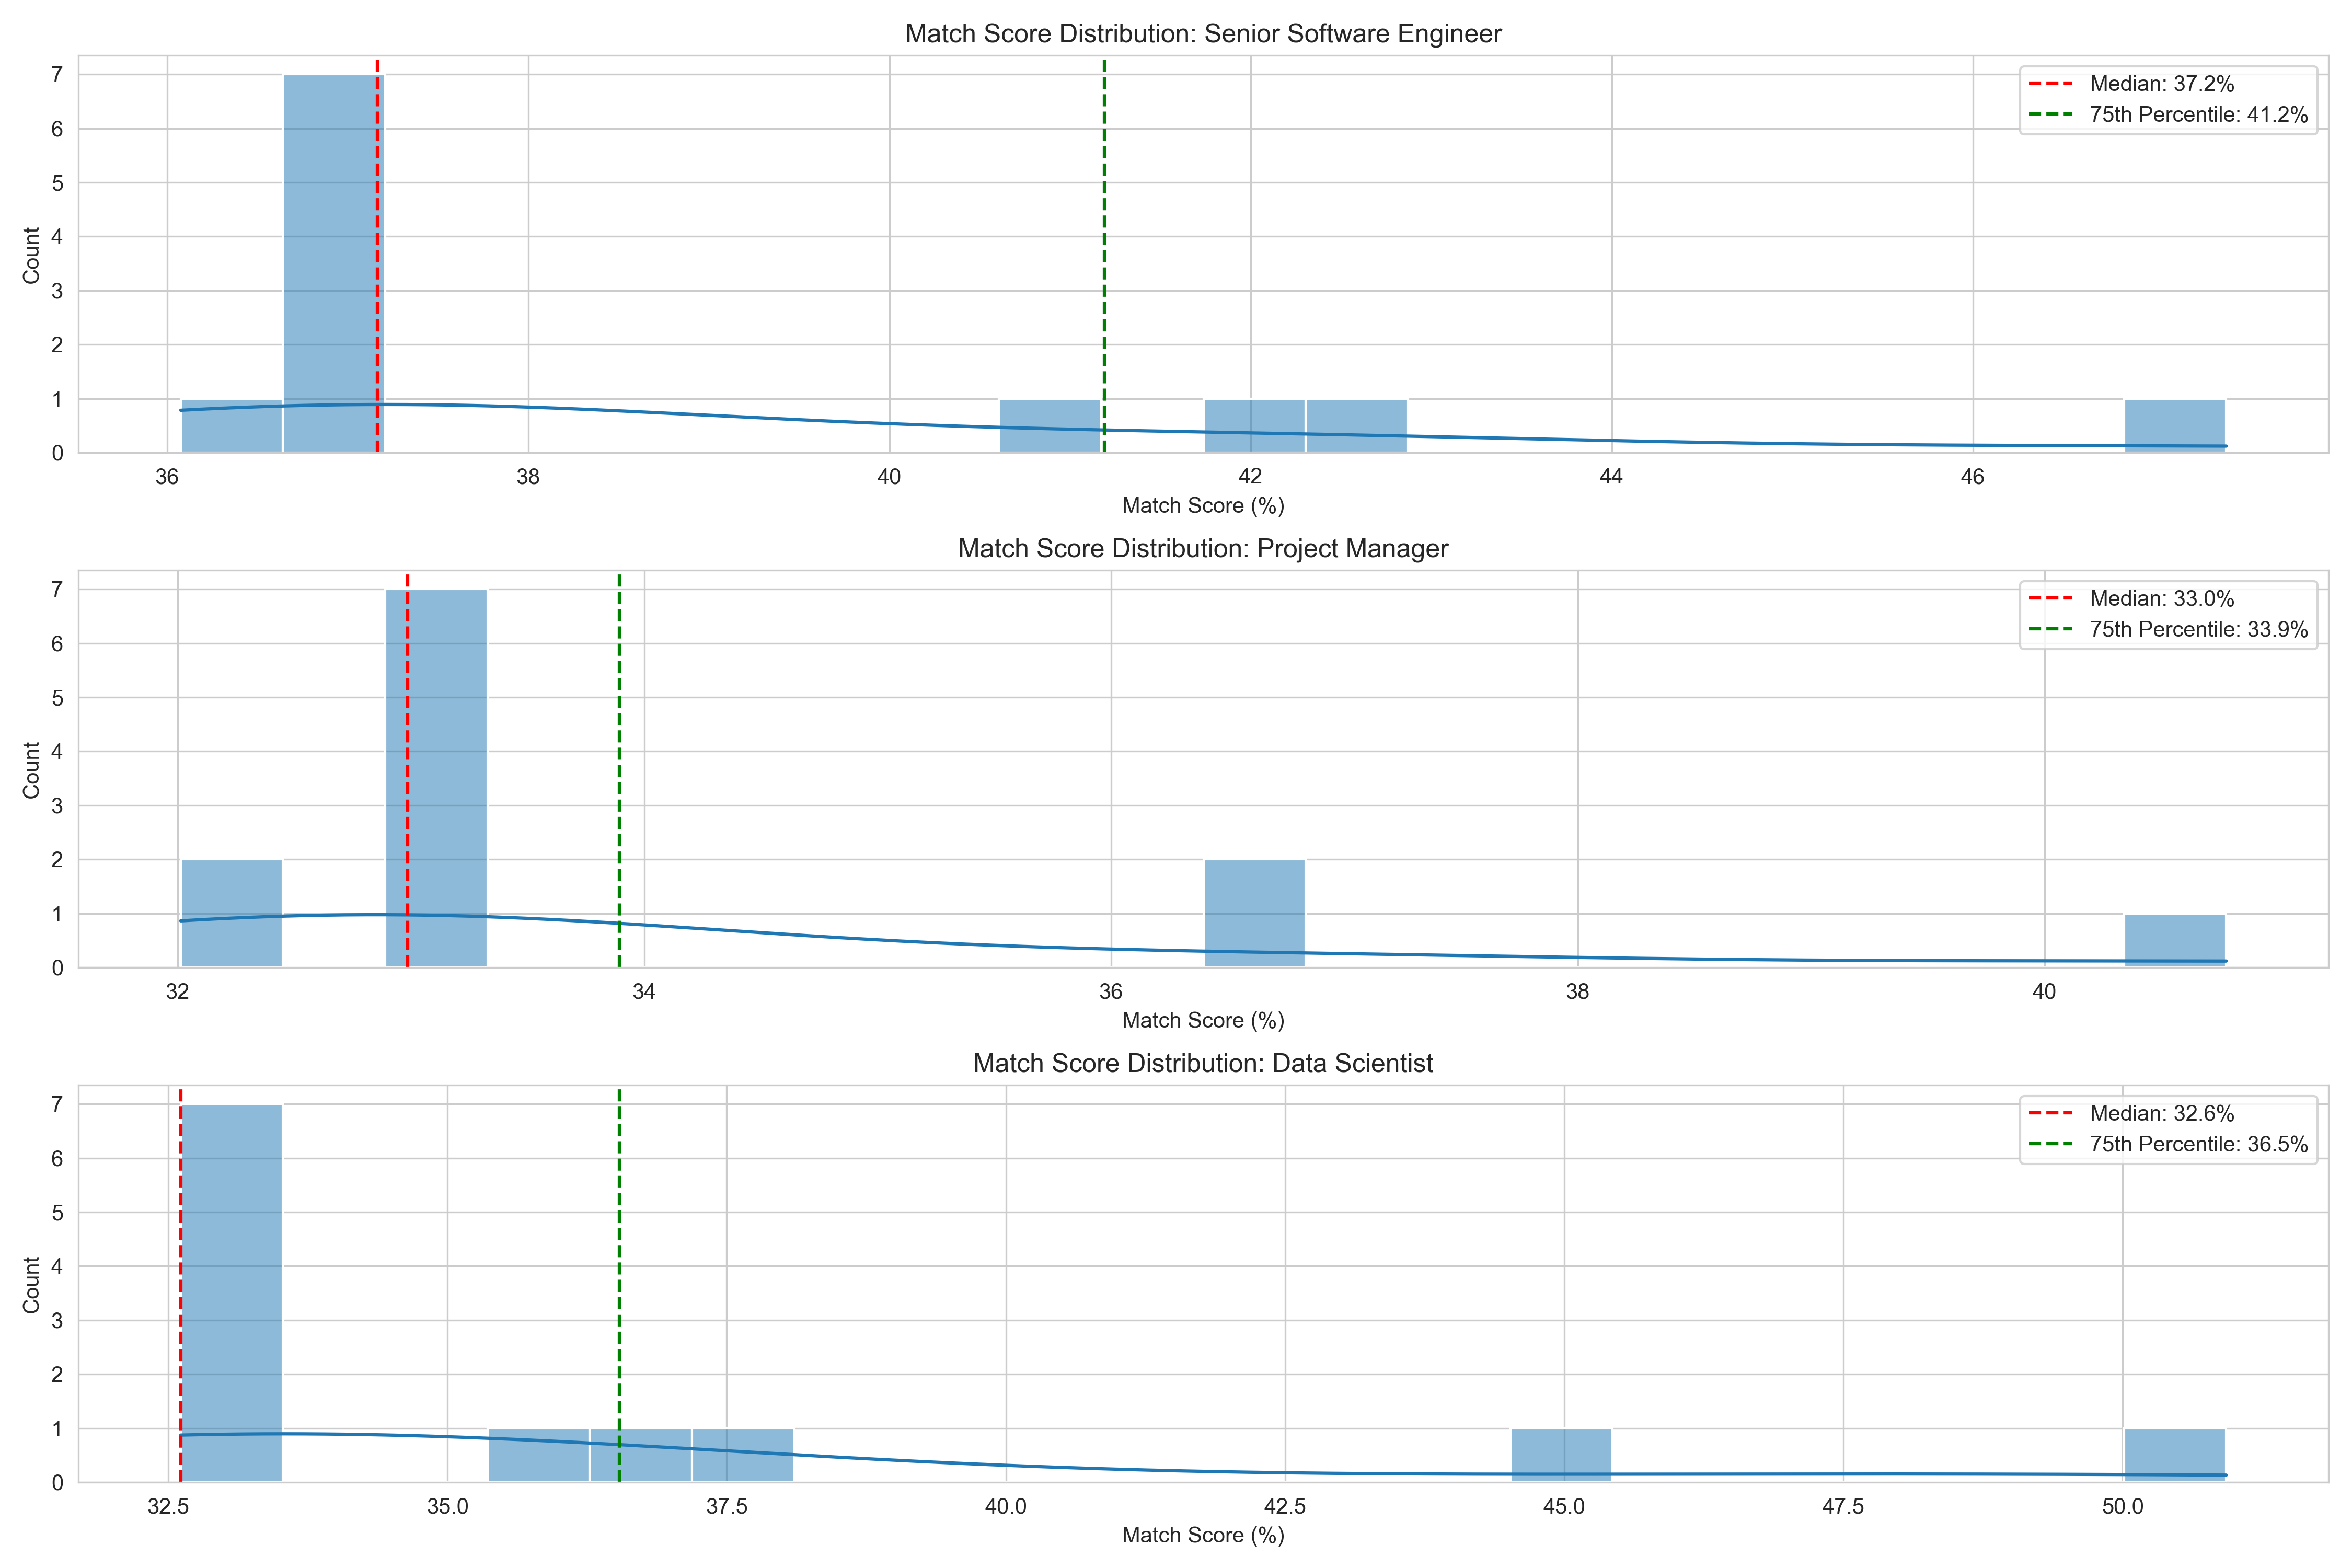 Match Score Distribution: Senior Software Engineer
7
6
5
4
3
2
1
0
Count
Median: 37.2%
75th Percentile: 41.2%
36 38 40 42 44 46
Match Score (%)
Match Score Distribution: Project Manager
7
6
5
4
3
2
1
0
Count
Median: 33.0%
75th Percentile: 33.9%
32 34 36 38 40
Match Score (%)
Match Score Distribution: Data Scientist
7
6
5
4
3
2
1
0
Count
Median: 32.6%
75th Percentile: 36.5%
32.5 35.0 37.5 40.0 42.5 45.0 47.5 50.0
Match Score (%)